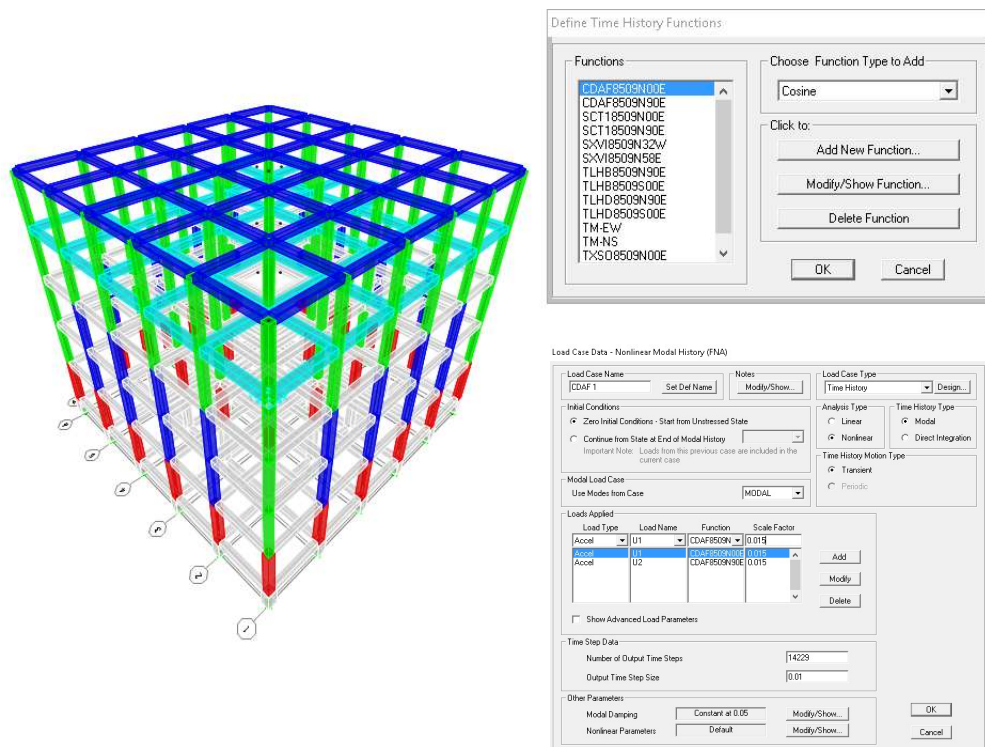 Define Time History Functions
Functions
CDAF8509N00E
CDAF8509N90E
SCT18509N00E
SCT18509N90E
SXVI8509N32W
SXVI8509N58E
TLHB8509N90E
TLHB8509S00E
TLHD8509N90E
TLHD8509S00E
TM-EW
TM-NS
TXSO8509N00E
Choose Function Type to Add
Cosine
Click to:
Add New Function...
Modify/Show Function...
Delete Function
OK Cancel
Load Case Data - Nonlinear Modal History (FNA)
Load Case Name
CDAF 1 Set Def Name
Notes
Modify/Show...
Load Case Type
Time History Design...
Initial Conditions
Zero Initial Conditions - Start from Unstressed State
Continue from State at End of Modal History
Important Note: Loads from this previous case are included in the
current case
Analysis Type
Linear
Nonlinear
Time History Type
Modal
Direct Integration
Time History Motion Type
Transient
Periodic
Modal Load Case
Use Modes from Case MODAL
Loads Applied
Load Type Load Name Function Scale Factor
Accel U1 CDAF8509N 0.015
Accel U1 CDAF8509N00E 0.015
Accel U2 CDAF8509N90E 0.015
Add
Modify
Delete
Show Advanced Load Parameters
Time Step Data
Number of Output Time Steps 14229
Output Time Step Size 0.01
Other Parameters
Modal Damping Constant at 0.05 Modify/Show...
Nonlinear Parameters Default Modify/Show...
OK
Cancel